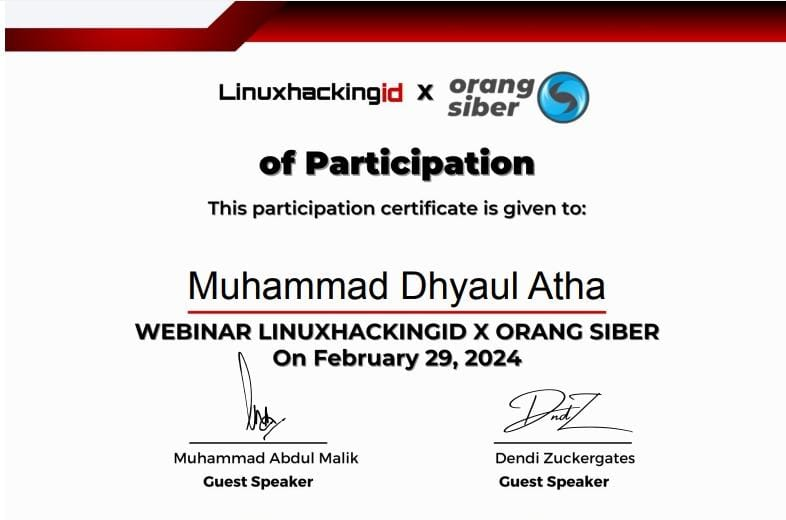 Linuxhackingid X orang siber
of Participation
This participation certificate is given to:
Muhammad Dhyaul Atha
WEBINAR LINUXHACKINGID X ORANG SIBER
On February 29, 2024
DndZ
Muhammad Abdul Malik
Dendi Zuckergates
Guest Speaker
Guest Speaker